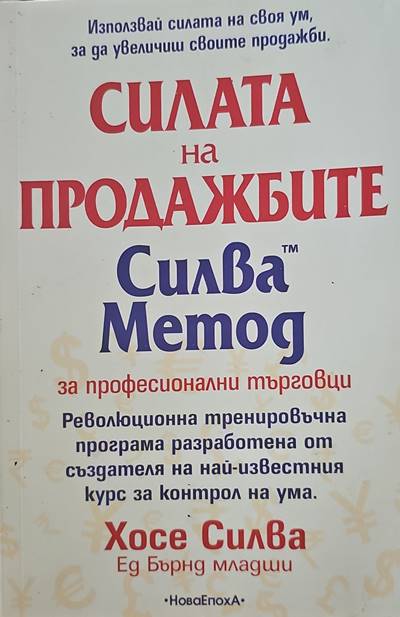 Използвай силата на своя ум,
за да увеличиш своите продажби.
СИЛАТА
на
ПРОДАЖБИТЕ
Силва™
Метод
за професионални търговци
Революционна тренировъчна
програма разработена от
създателя на най-известния
курс за контрол на ума.
Хосе Силва
Ед Бърнд младши
•НоваЕпохА•